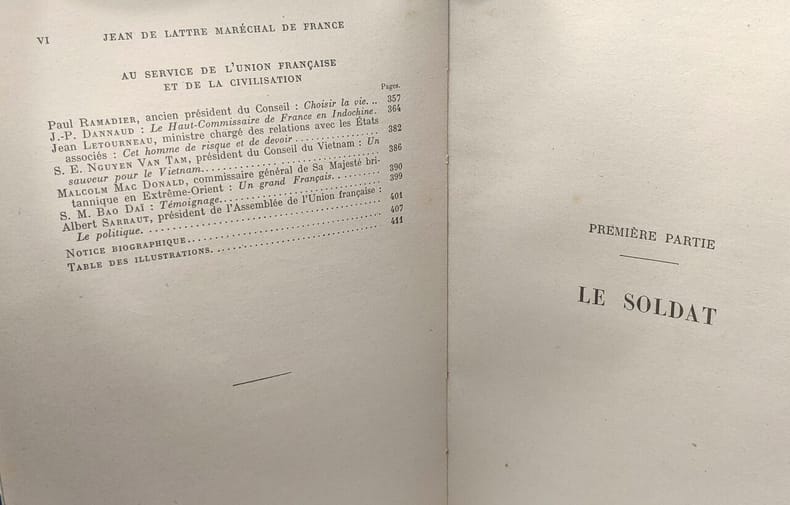 VI JEAN DE LATTRE MARÉCHAL DE FRANCE
AU SERVICE DE L'UNION FRANÇAISE
ET DE LA CIVILISATION
Pages.
Paul RAMADIER, ancien président du Conseil : Choisir la vie... 357
J.-P. DANNAUD : Le Haut-Commissaire de France en Indochine. 364
Jean LETOURNEAU, ministre chargé des relations avec les États
associés : Cet homme de risque et de devoir.................. 382
S. E. NGUYEN VAN TAM, président du Conseil du Vietnam : Un
sauveur pour le Vietnam.................................. 386
MALCOLM MAC DONALD, commissaire général de Sa Majesté bri-
tannique en Extrême-Orient : Un grand Français.......... 390
S. M. BAO DAÏ : Témoignage.............................. 399
Albert SARRAUT, président de l'Assemblée de l'Union française :
Le politique............................................. 401
NOTICE BIOGRAPHIQUE...................................... 407
TABLE DES ILLUSTRATIONS.................................. 411
PREMIÈRE PARTIE
LE SOLDAT